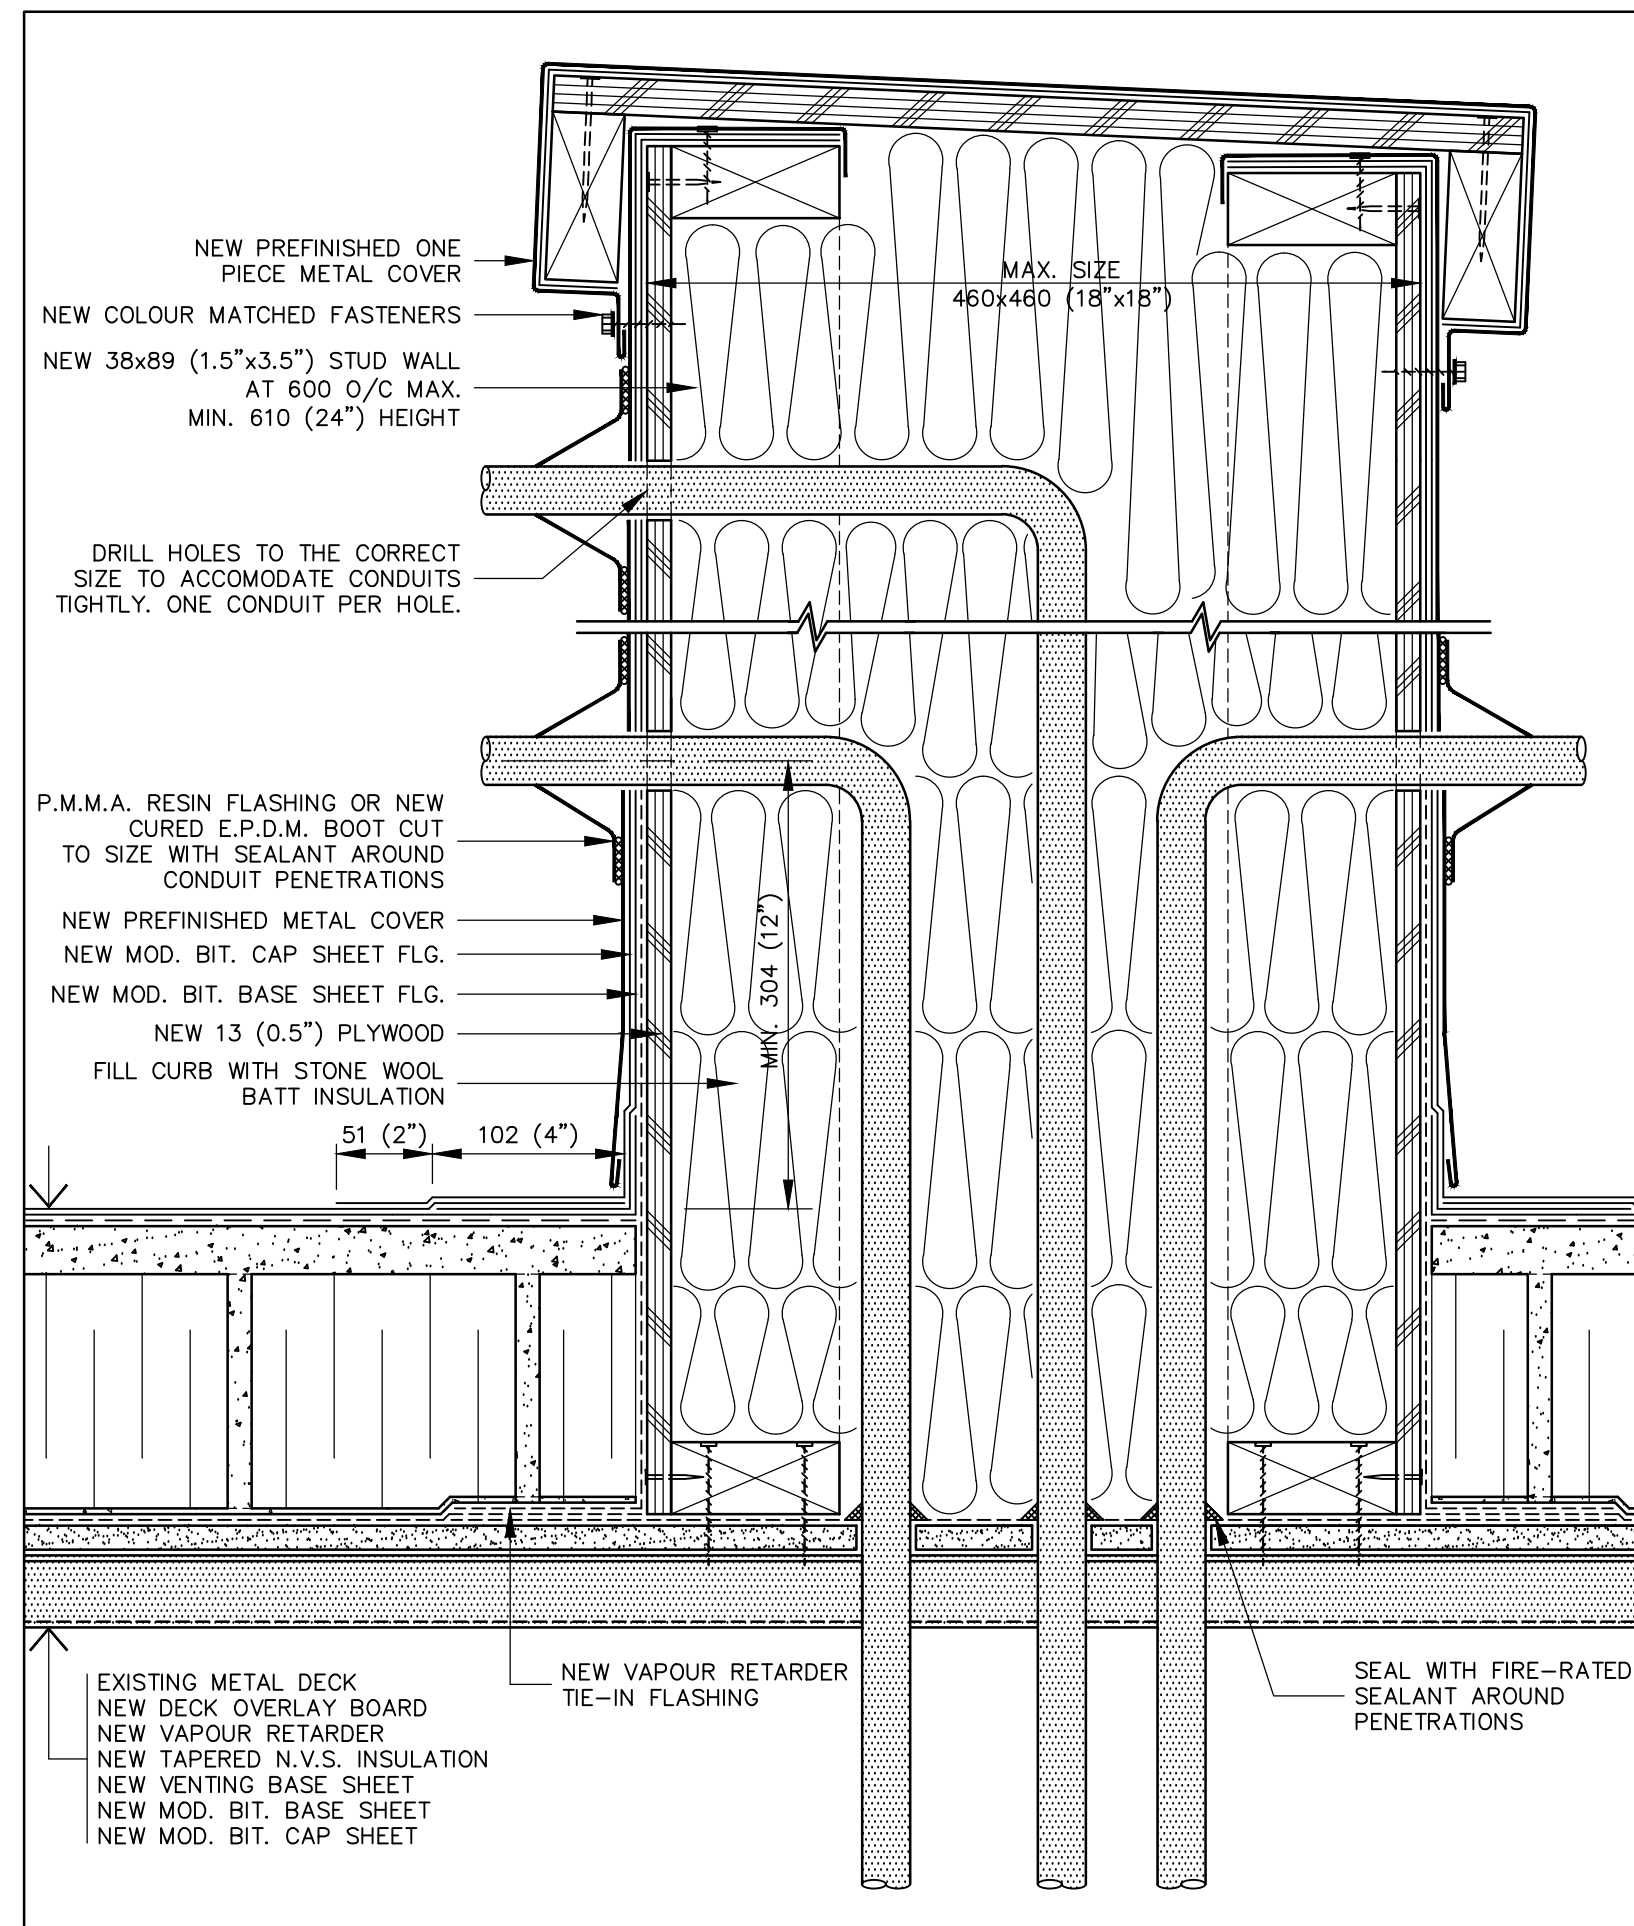 NEW PREFINISHED ONE
PIECE METAL COVER
NEW COLOUR MATCHED FASTENERS
NEW 38x89 (1.5"x3.5") STUD WALL
AT 600 O/C MAX.
MIN. 610 (24") HEIGHT
MAX. SIZE
460x460 (18"x18")
DRILL HOLES TO THE CORRECT
SIZE TO ACCOMODATE CONDUITS
TIGHTLY. ONE CONDUIT PER HOLE.
P.M.M.A. RESIN FLASHING OR NEW
CURED E.P.D.M. BOOT CUT
TO SIZE WITH SEALANT AROUND
CONDUIT PENETRATIONS
NEW PREFINISHED METAL COVER
NEW MOD. BIT. CAP SHEET FLG.
NEW MOD. BIT. BASE SHEET FLG.
NEW 13 (0.5") PLYWOOD
FILL CURB WITH STONE WOOL
BATT INSULATION
MIN. 304 (12")
51 (2")
102 (4")
EXISTING METAL DECK
NEW DECK OVERLAY BOARD
NEW VAPOUR RETARDER
NEW TAPERED N.V.S. INSULATION
NEW VENTING BASE SHEET
NEW MOD. BIT. BASE SHEET
NEW MOD. BIT. CAP SHEET
NEW VAPOUR RETARDER
TIE-IN FLASHING
SEAL WITH FIRE-RATED
SEALANT AROUND
PENETRATIONS